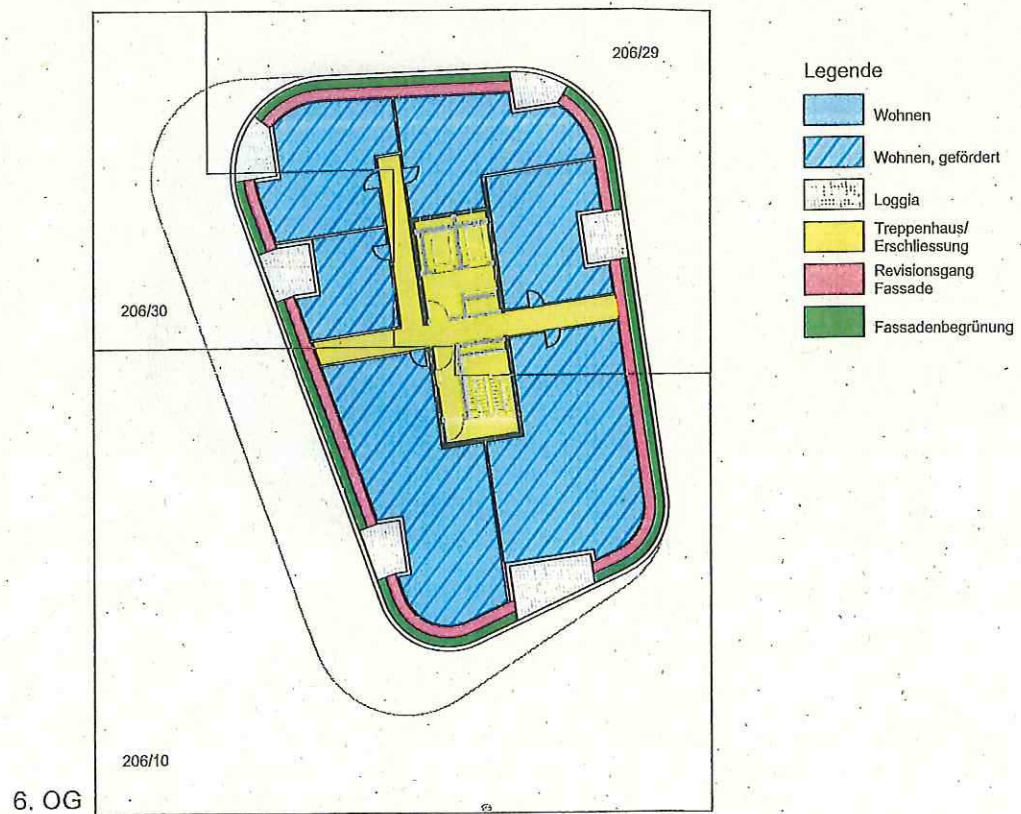 206/29
Legende
Wohnen
Wohnen, gefördert
Loggia
Treppenhaus/
Erschliessung
Revisionsgang
Fassade
Fassadenbegrünung
206/30
206/10
6. OG